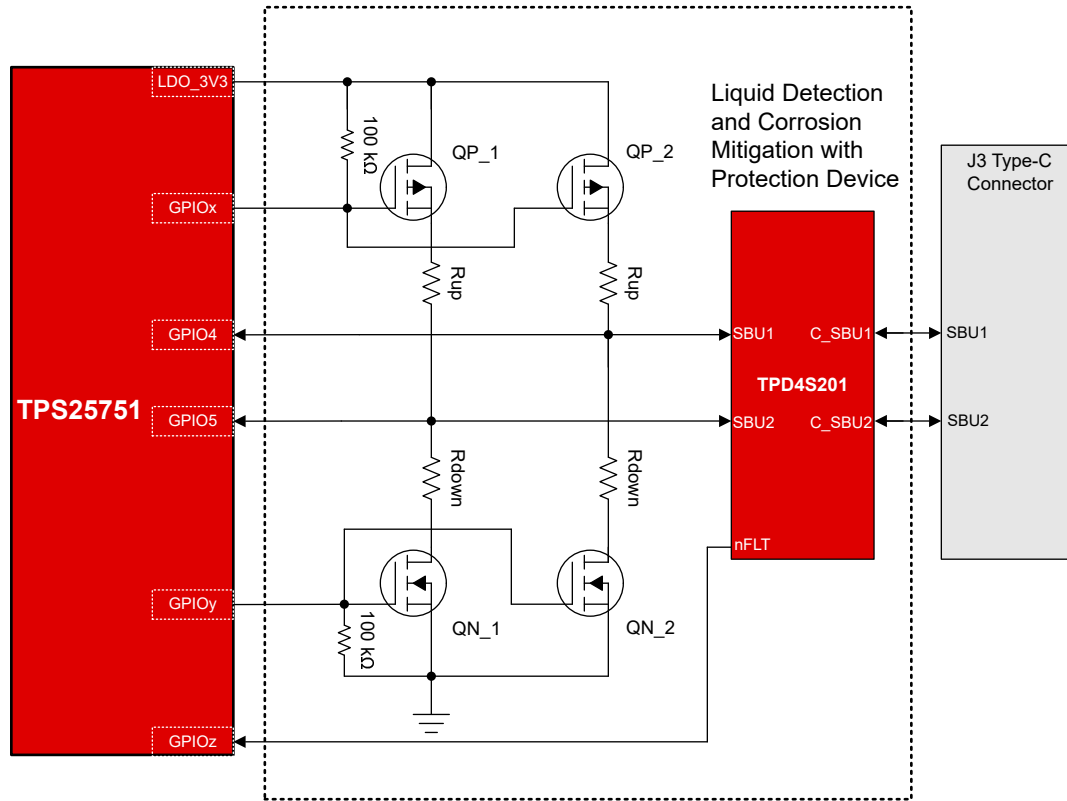 LDO_3V3
100 kΩ
QP_1
QP_2
Liquid Detection
and Corrosion
Mitigation with
Protection Device
J3 Type-C
Connector
GPIOx
Rup
Rup
GPIO4
SBU1
C_SBU1
SBU1
TPS25751
TPD4S201
GPIO5
SBU2
C_SBU2
SBU2
Rdown
Rdown
nFLT
GPIOy
100 kΩ
QN_1
QN_2
GPIOz